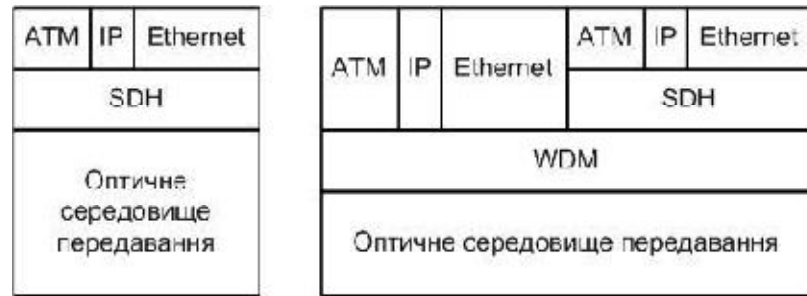 ATM IP Ethernet
SDH
Оптичне
середовище
передавання
ATM IP Ethernet
ATM IP Ethernet
SDH
WDM
Оптичне середовище передавання